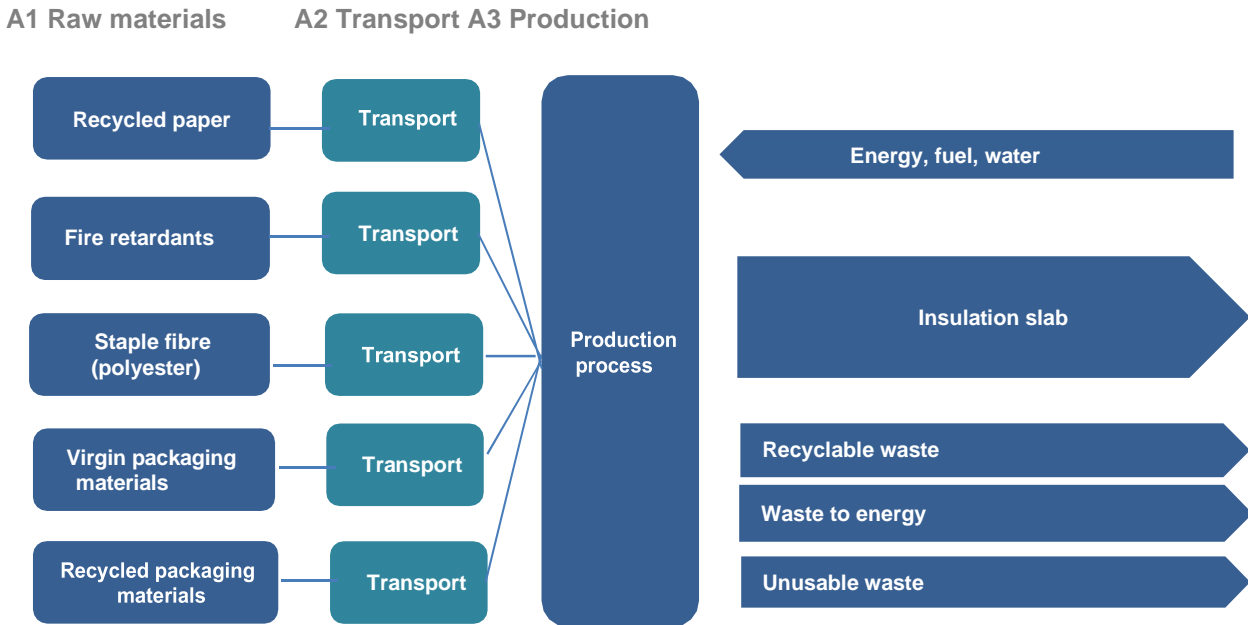 A1 Raw materials
A2 Transport A3 Production
Recycled paper
Transport
Energy, fuel, water
Fire retardants
Transport
Insulation slab
Staple fibre
(polyester)
Transport
Production
process
Virgin packaging
materials
Transport
Recyclable waste
Waste to energy
Recycled packaging
materials
Transport
Unusable waste